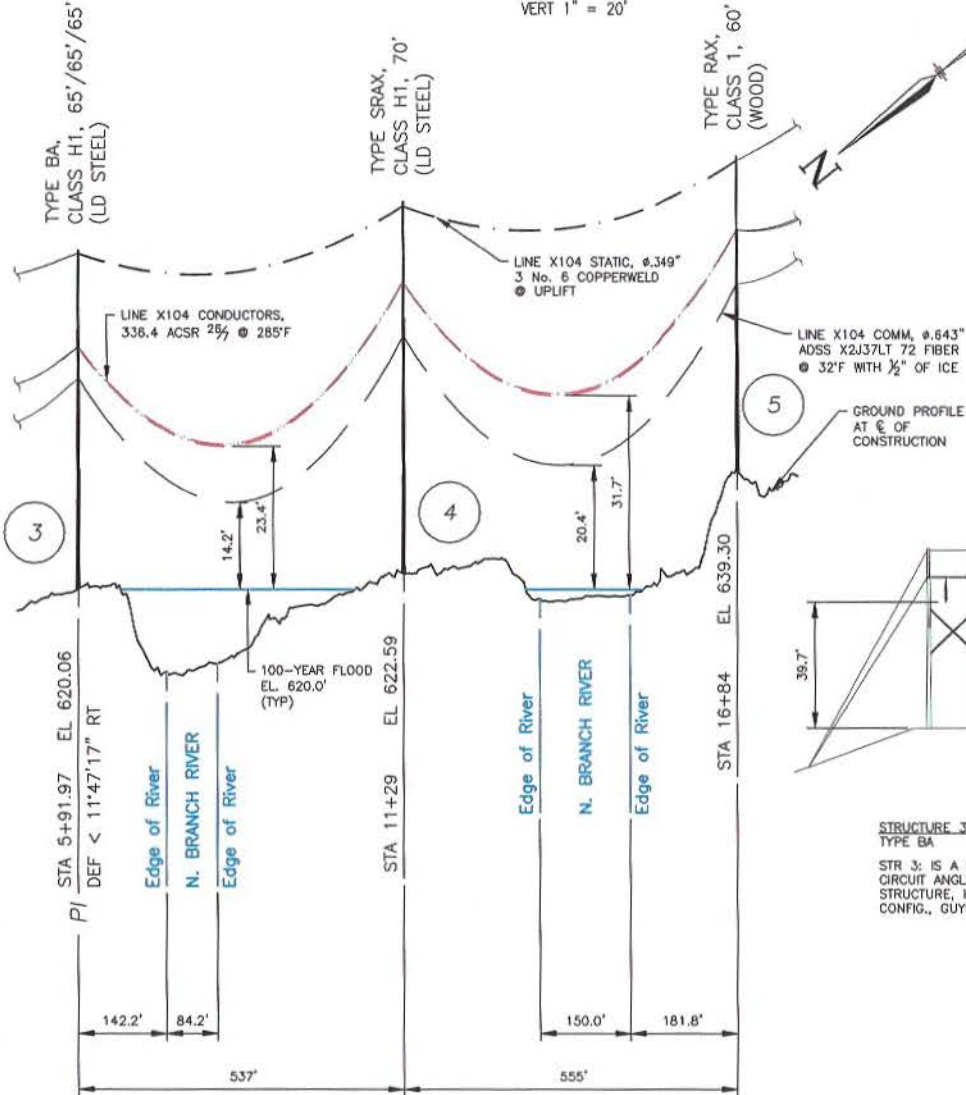 VERT 1" = 20'
TYPE BA,
CLASS H1, 65'/65'/65'
(LD STEEL)
TYPE SRAX,
CLASS H1, 70'
(LD STEEL)
TYPE RAX,
CLASS 1, 60'
(WOOD)
N
LINE X104 STATIC, ø.349"
3 No. 6 COPPERWELD
@ UPLIFT
LINE X104 CONDUCTORS,
336.4 ACSR 26/7 @ 285°F
LINE X104 COMM, ø.643"
ADSS X2J37LT 72 FIBER
@ 32°F WITH ½" OF ICE
GROUND PROFILE
AT ℄ OF
CONSTRUCTION
3
4
5
14.2'
23.4'
20.4'
31.7'
39.7'
100-YEAR FLOOD
EL. 620.0'
(TYP)
PI
STA 5+91.97 EL 620.06
DEF < 11°47'17" RT
Edge of River
N. BRANCH RIVER
Edge of River
STA 11+29 EL 622.59
Edge of River
N. BRANCH RIVER
Edge of River
STA 16+84 EL 639.30
STRUCTURE 3
TYPE BA
STR 3: IS A
CIRCUIT ANGL
STRUCTURE, H
CONFIG., GUY
142.2'
84.2'
150.0'
181.8'
537'
555'